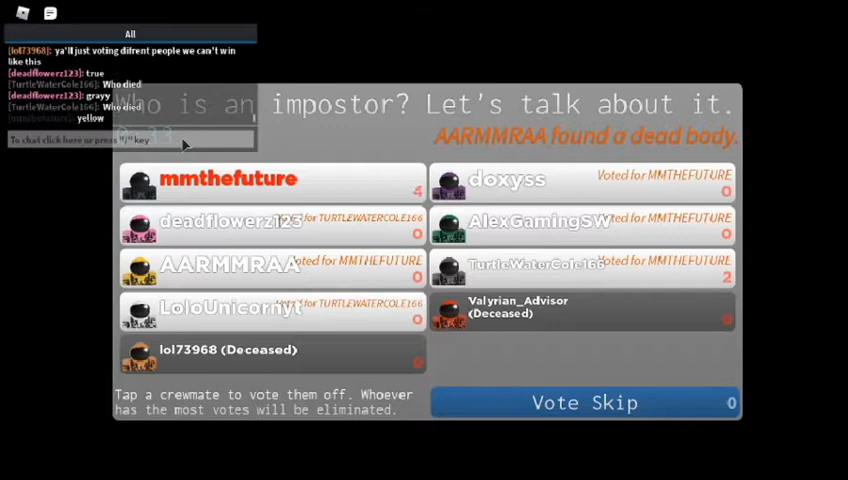 All
[lol73968]: ya'll just voting difrent people we can't win
like this
[deadflowerz123]: true
[TurtleWaterCole166]: Who died
[deadflowerz123]: grayy
[TurtleWaterCole166]: Who died
[mmthefuture]: yellow
To chat click here or press "/" key
Who is an impostor? Let's talk about it.
AARMMRAA found a dead body.
mmthefuture 4
doxyss Voted for MMTHEFUTURE 0
deadflowerz123 Voted for TURTLEWATERCOLE166 0
AlexGamingSW Voted for MMTHEFUTURE 0
AARMMRAA Voted for MMTHEFUTURE 0
TurtleWaterCole166 Voted for MMTHEFUTURE 2
LoloUnicornyt Voted for TURTLEWATERCOLE166 0
Valyrian_Advisor
(Deceased) 0
lol73968 (Deceased) 0
Tap a crewmate to vote them off. Whoever
has the most votes will be eliminated.
Vote Skip 0